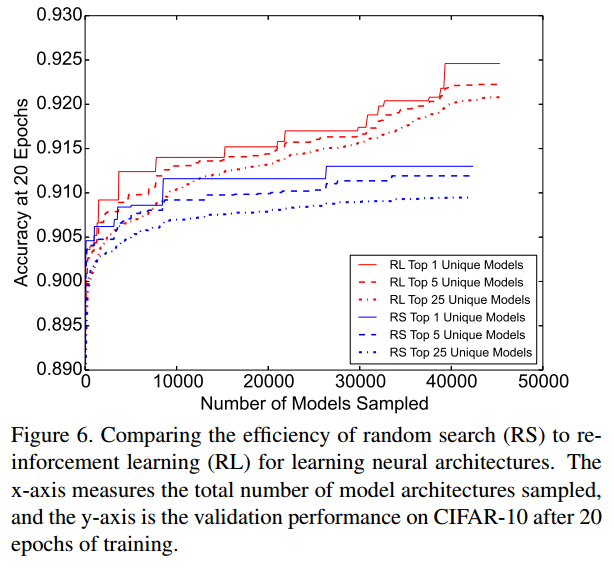 0.930
0.925
0.920
0.915
0.910
0.905
0.900
0.895
0.890
Accuracy at 20 Epochs
RL Top 1 Unique Models
RL Top 5 Unique Models
RL Top 25 Unique Models
RS Top 1 Unique Models
RS Top 5 Unique Models
RS Top 25 Unique Models
0 10000 20000 30000 40000 50000
Number of Models Sampled
Figure 6. Comparing the efficiency of random search (RS) to re-
inforcement learning (RL) for learning neural architectures. The
x-axis measures the total number of model architectures sampled,
and the y-axis is the validation performance on CIFAR-10 after 20
epochs of training.